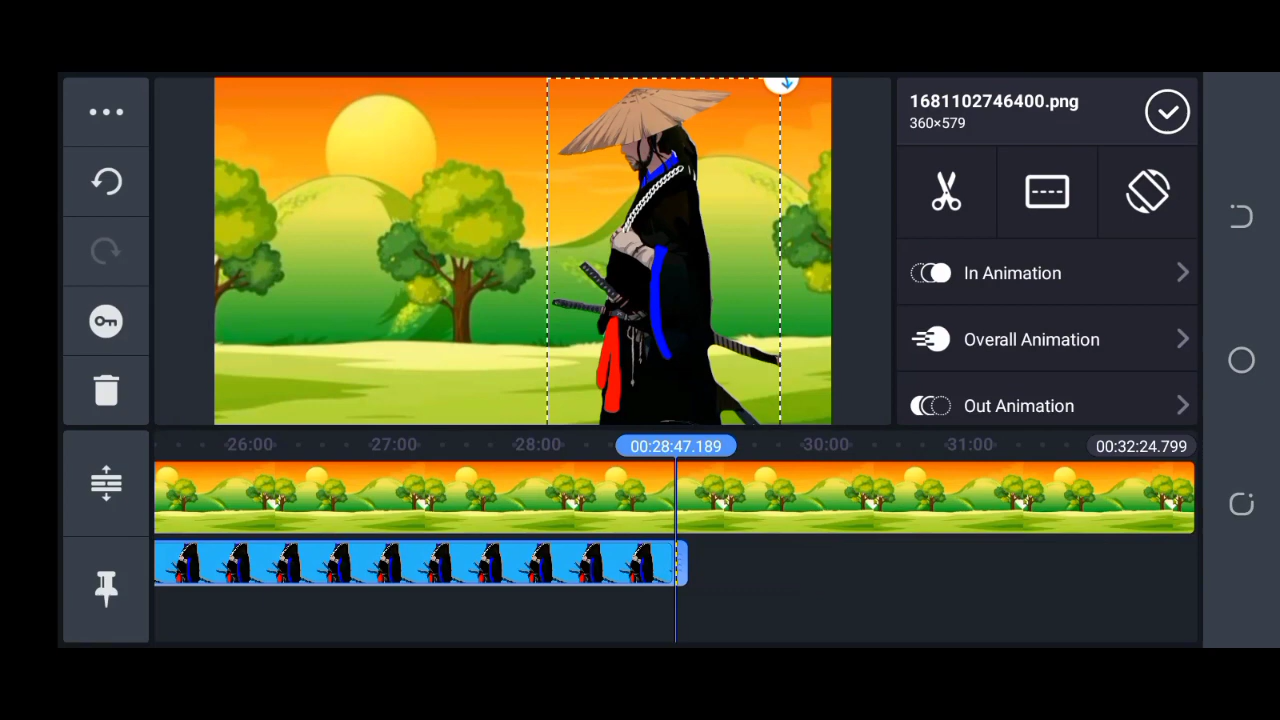 1681102746400.png
360×579
In Animation
Overall Animation
Out Animation
26:00 27:00 28:00 00:28:47.189 30:00 31:00 00:32:24.799